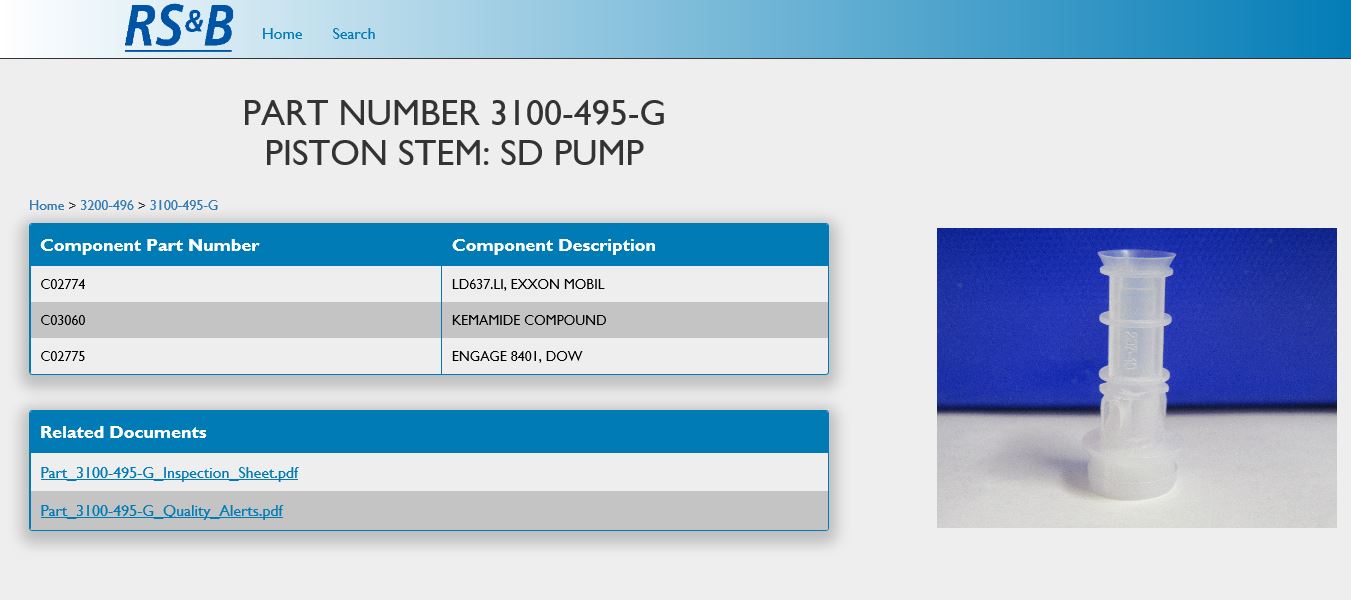 RS&B
Home Search
PART NUMBER 3100-495-G
PISTON STEM: SD PUMP
Home > 3200-496 > 3100-495-G
Component Part Number Component Description
C02774 LD637.LI, EXXON MOBIL
C03060 KEMAMIDE COMPOUND
C02775 ENGAGE 8401, DOW
Related Documents
Part_3100-495-G_Inspection_Sheet.pdf
Part_3100-495-G_Quality_Alerts.pdf